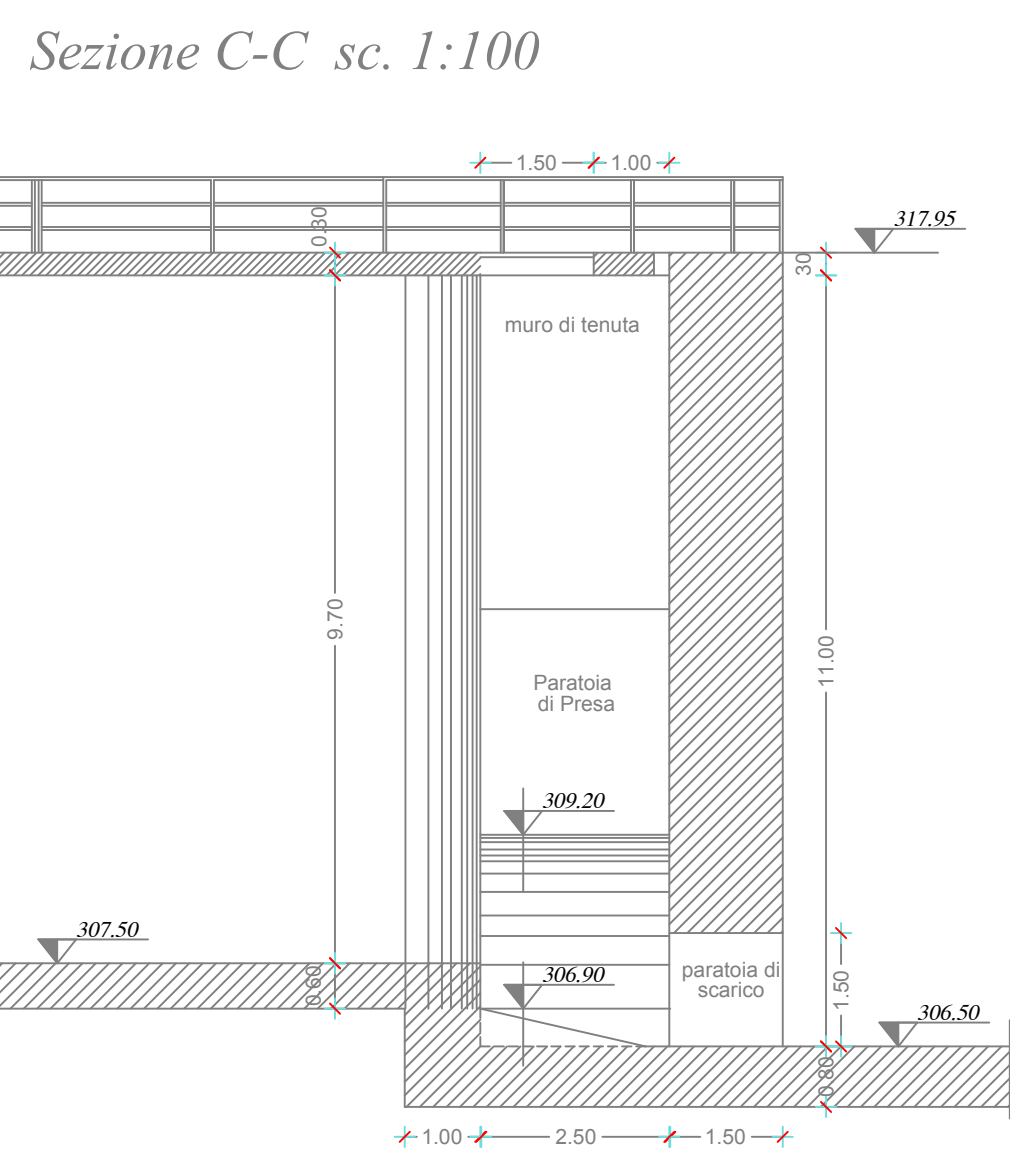 Sezione C-C sc. 1:100
1.50
1.00
0.30
317.95
30
muro di tenuta
9.70
11.00
Paratoia
di Presa
309.20
307.50
306.90
0.60
paratoia di
scarico
1.50
306.50
0.80
1.00
2.50
1.50